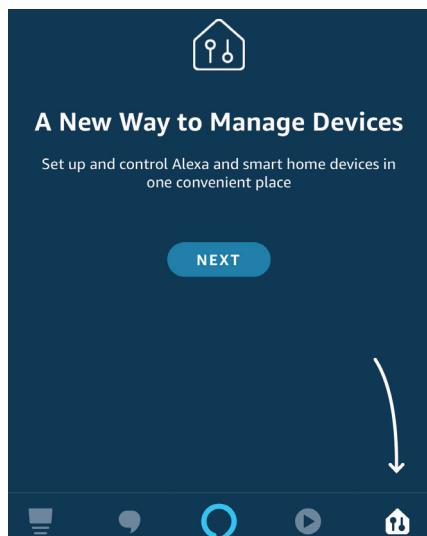 A New Way to Manage Devices
Set up and control Alexa and smart home devices in
one convenient place
NEXT